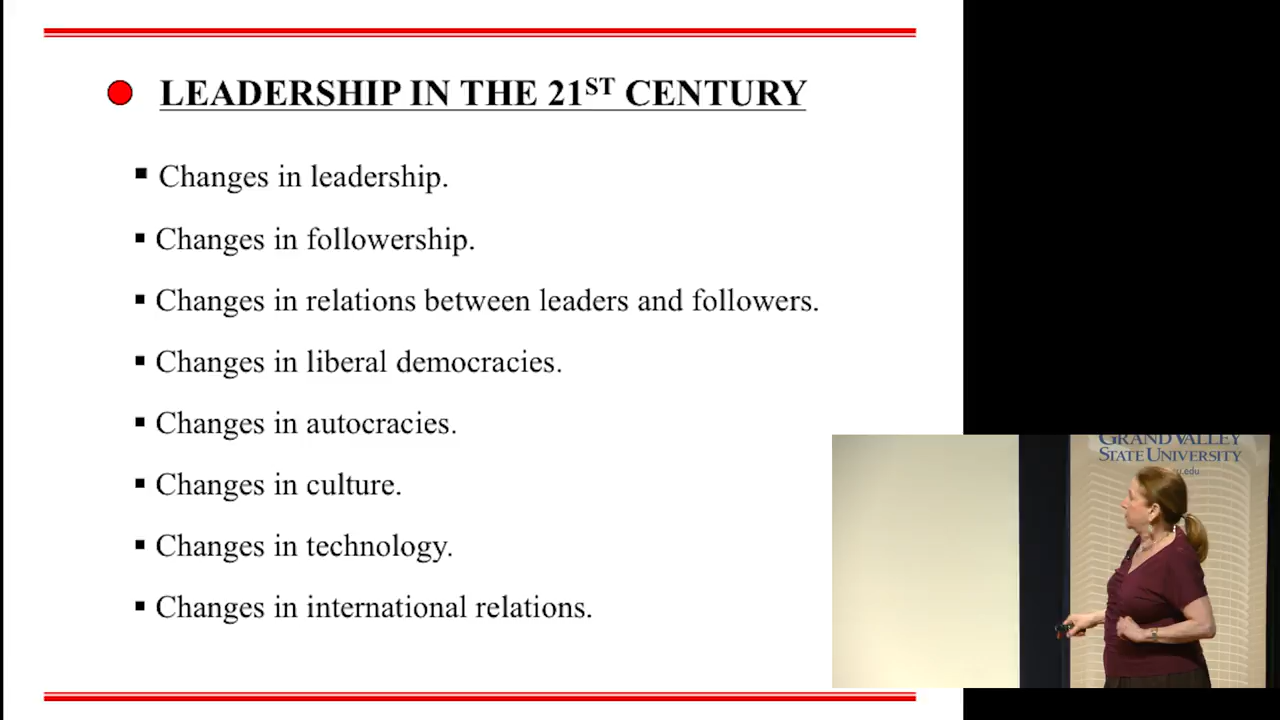 LEADERSHIP IN THE 21ST CENTURY
Changes in leadership.
Changes in followership.
Changes in relations between leaders and followers.
Changes in liberal democracies.
Changes in autocracies.
Changes in culture.
Changes in technology.
Changes in international relations.
GRAND VALLEY
STATE UNIVERSITY